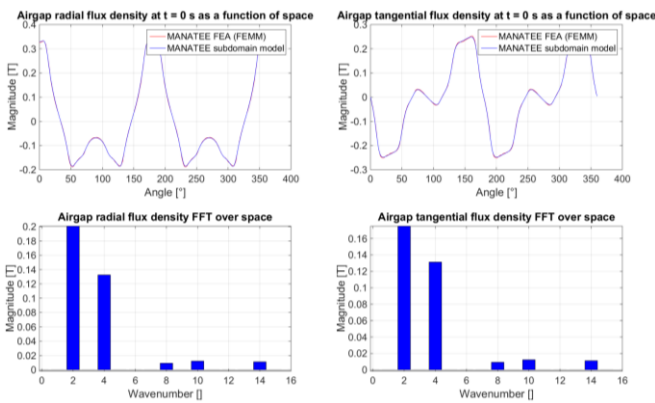 Airgap radial flux density at t = 0 s as a function of space
0.4
0.3
0.2
0.1
0
-0.1
-0.2
Magnitude [T]
MANATEE FEA (FEMM)
MANATEE subdomain model
0 50 100 150 200 250 300 350 400
Angle [°]
Airgap tangential flux density at t = 0 s as a function of space
0.3
0.2
0.1
0
-0.1
-0.2
-0.3
Magnitude [T]
MANATEE FEA (FEMM)
MANATEE subdomain model
0 50 100 150 200 250 300 350 400
Angle [°]
Airgap radial flux density FFT over space
0.2
0.18
0.16
0.14
0.12
0.1
0.08
0.06
0.04
0.02
0
Magnitude [T]
0 2 4 6 8 10 12 14 16
Wavenumber []
Airgap tangential flux density FFT over space
0.16
0.14
0.12
0.1
0.08
0.06
0.04
0.02
0
Magnitude [T]
0 2 4 6 8 10 12 14 16
Wavenumber []